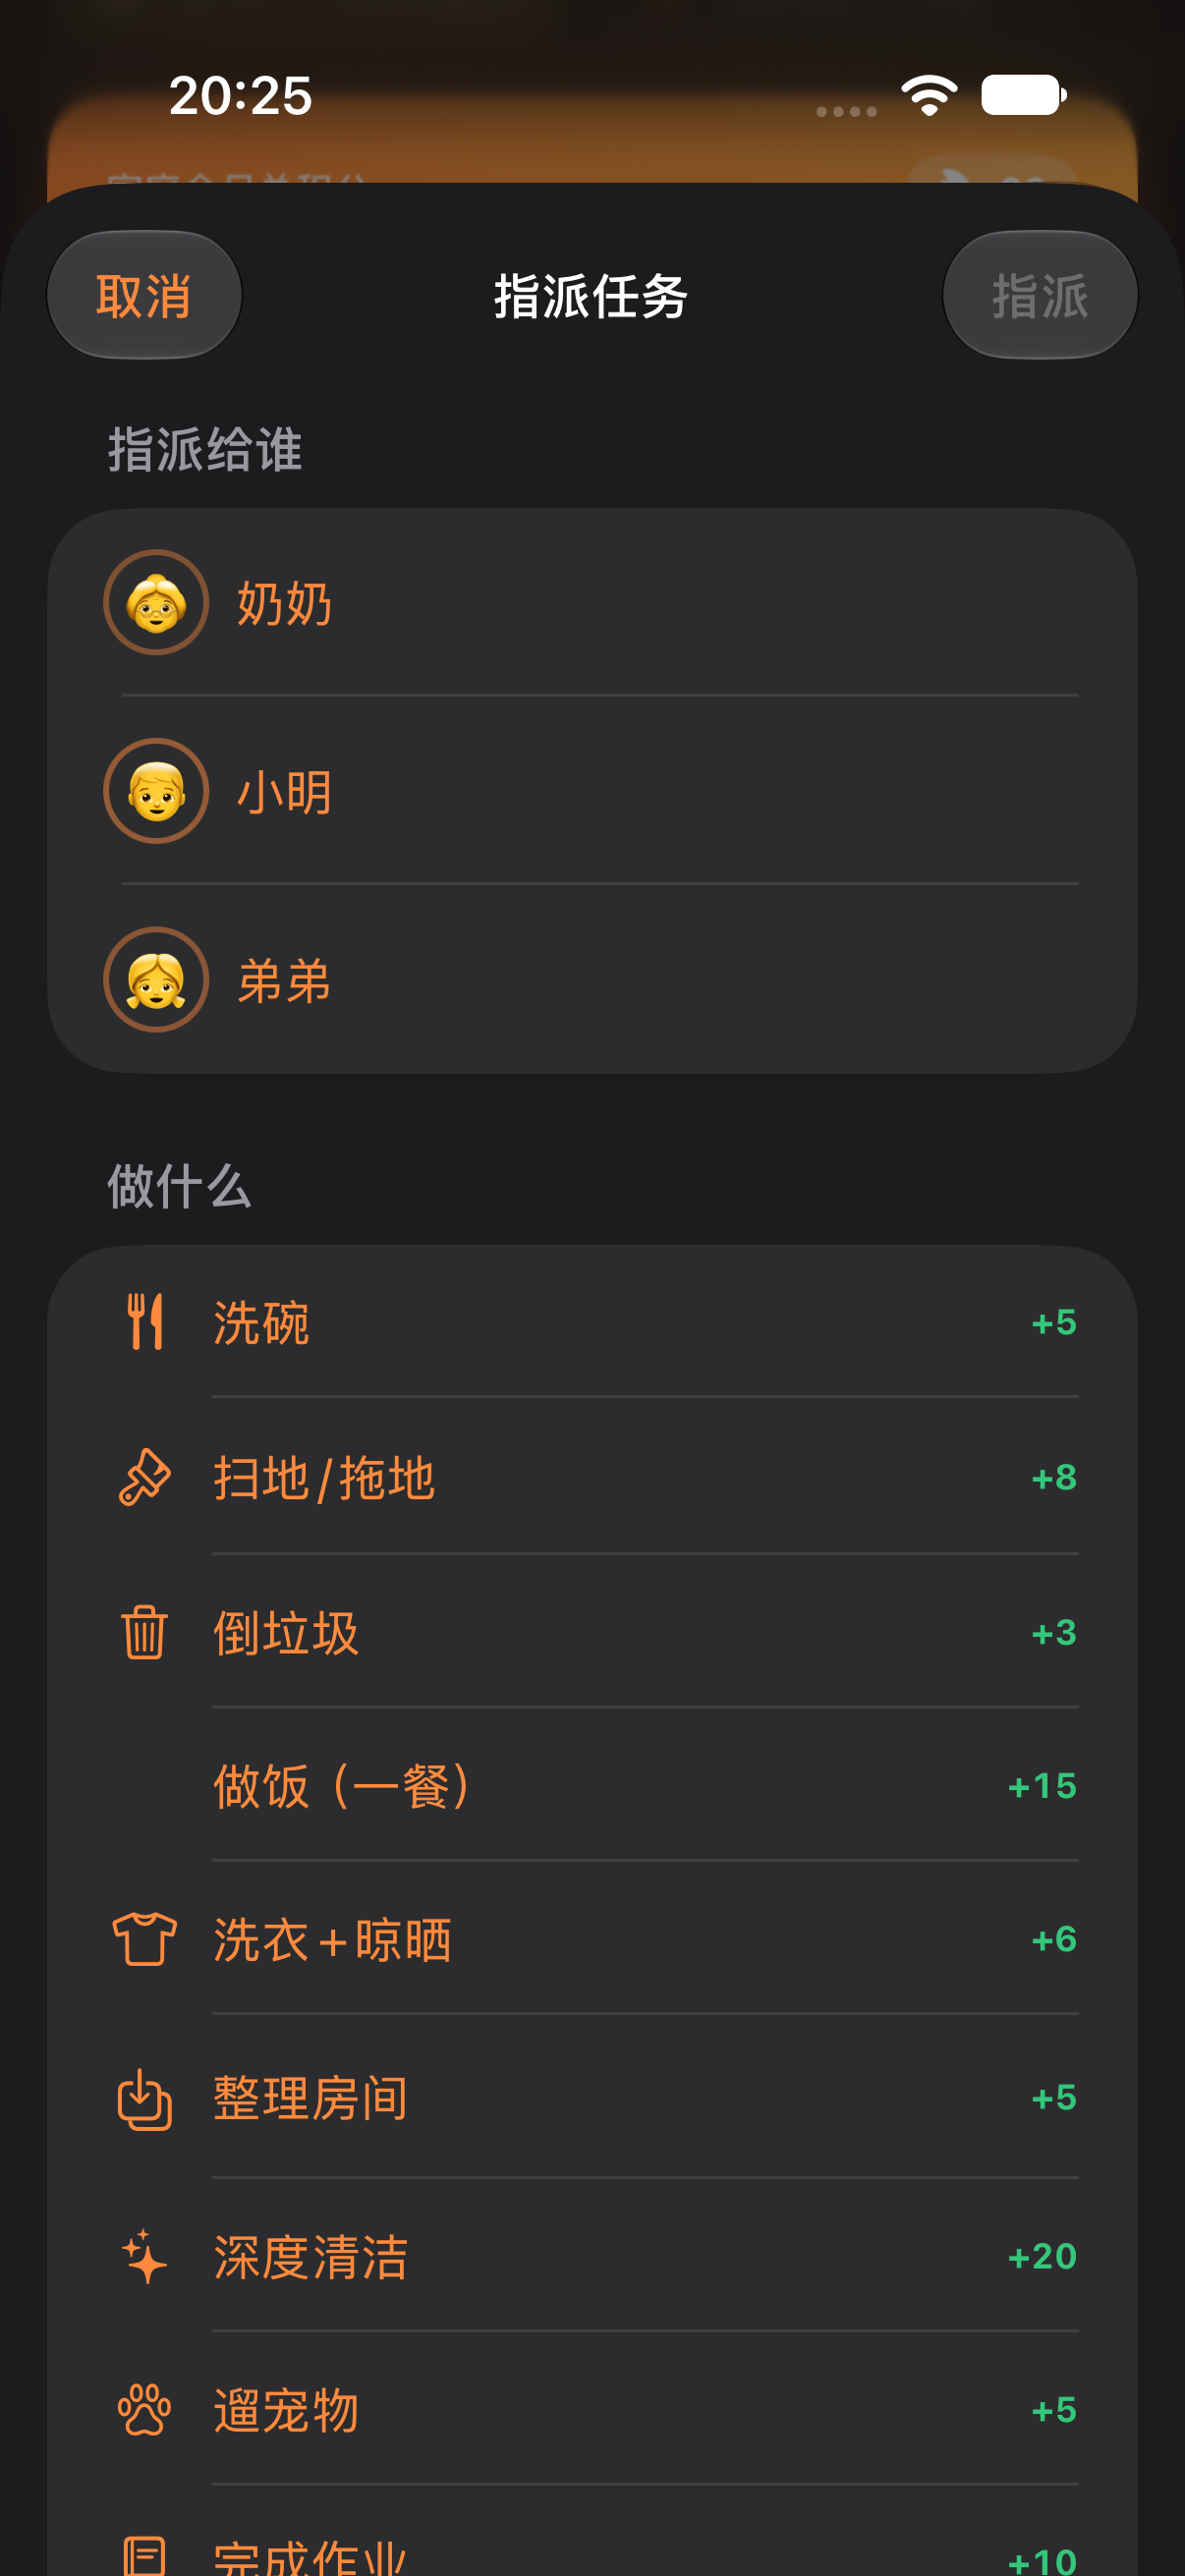 20:25
取消
指派任务
指派
指派给谁
奶奶
小明
弟弟
做什么
洗碗
+5
扫地/拖地
+8
倒垃圾
+3
做饭（一餐）
+15
洗衣+晾晒
+6
整理房间
+5
深度清洁
+20
遛宠物
+5
完成作业
+10